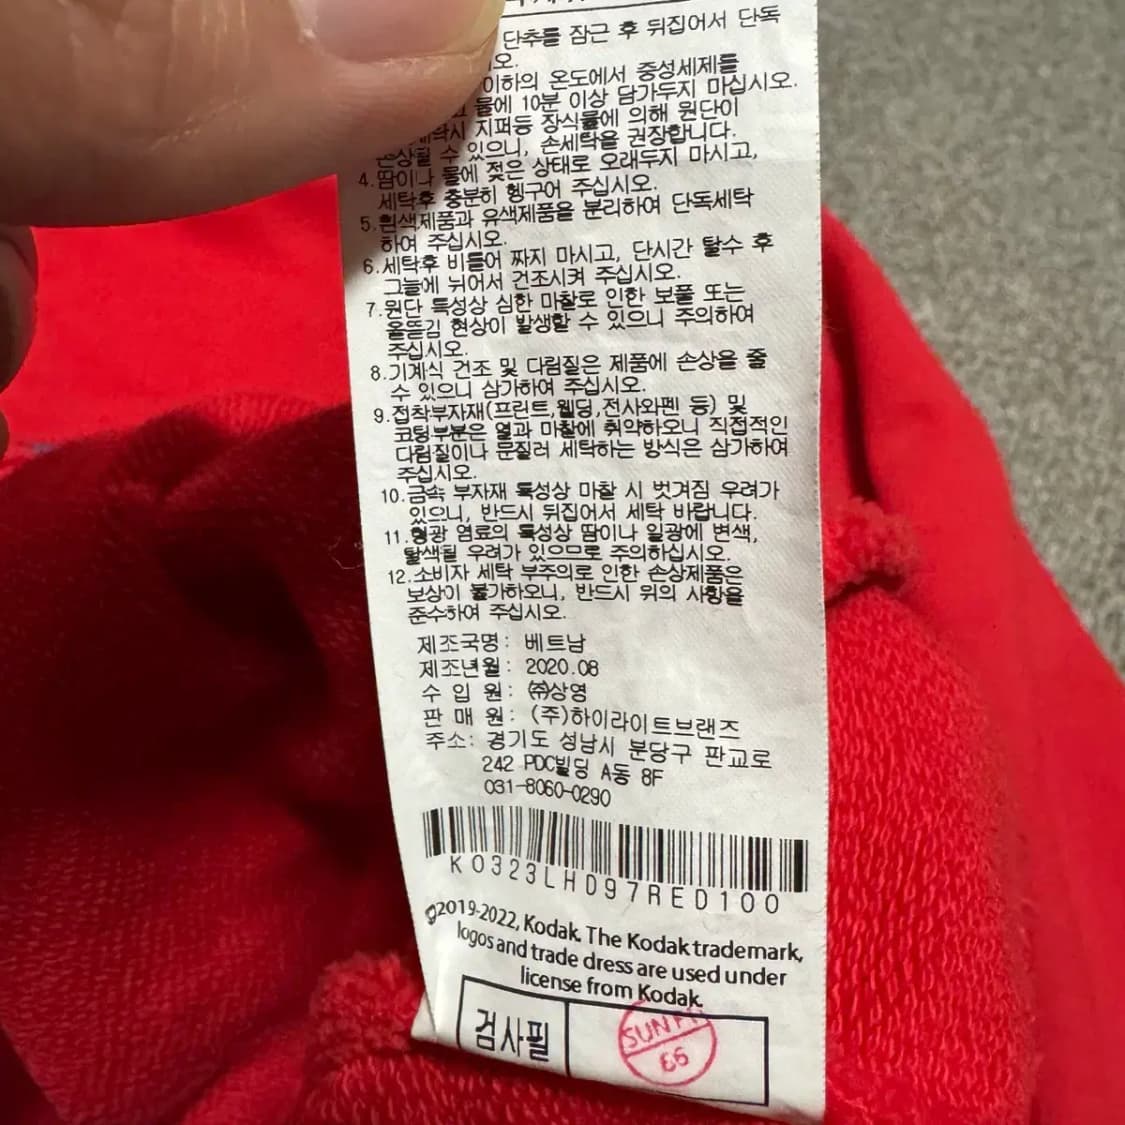 단추를 잠근 후 뒤집어서 단독
오.
이하의 온도에서 중성세제를
물에 10분 이상 담가두지 마십시오.
세탁시 지퍼등 장식물에 의해 원단이
손상될 수 있으니, 손세탁을 권장합니다.
4.땀이나 물에 젖은 상태로 오래두지 마시고,
세탁후 충분히 헹구어 주십시오.
5.흰색제품과 유색제품을 분리하여 단독세탁
하여 주십시오.
6.세탁후 비틀어 짜지 마시고, 단시간 탈수 후
그늘에 뉘어서 건조시켜 주십시오.
7.원단 특성상 심한 마찰로 인한 보풀 또는
올뜯김 현상이 발생할 수 있으니 주의하여
주십시오.
8.기계식 건조 및 다림질은 제품에 손상을 줄
수 있으니 삼가하여 주십시오.
9.접착부자재(프린트,웰딩,전사와펜 등) 및
코팅부분은 열과 마찰에 취약하오니 직접적인
다림질이나 문질러 세탁하는 방식은 삼가하여
주십시오.
10.금속 부자재 특성상 마찰 시 벗겨짐 우려가
있으니, 반드시 뒤집어서 세탁 바랍니다.
11.형광 염료의 특성상 땀이나 일광에 변색,
탈색될 우려가 있으므로 주의하십시오.
12.소비자 세탁 부주의로 인한 손상제품은
보상이 불가하오니, 반드시 위의 사항을
준수하여 주십시오.
제조국명: 베트남
제조년월: 2020.08
수 입 원: ㈜상영
판 매 원: (주)하이라이트브랜즈
주소: 경기도 성남시 분당구 판교로
242 PDC빌딩 A동 8F
031-8060-0290
K0323LHD97RED100
©2019-2022, Kodak. The Kodak trademark,
logos and trade dress are used under
license from Kodak.
검사필
66